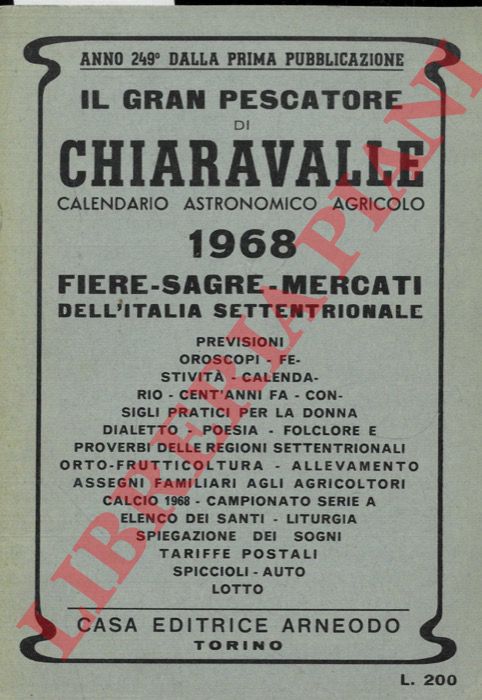 ANNO 249º DALLA PRIMA PUBBLICAZIONE
IL GRAN PESCATORE
DI
CHIARAVALLE
CALENDARIO ASTRONOMICO AGRICOLO
1968
FIERE-SAGRE-MERCATI
DELL'ITALIA SETTENTRIONALE
PREVISIONI
OROSCOPI - FE-
STIVITÀ - CALENDA-
RIO - CENT'ANNI FA - CON-
SIGLI PRATICI PER LA DONNA
DIALETTO - POESIA - FOLCLORE E
PROVERBI DELLE REGIONI SETTENTRIONALI
ORTO-FRUTTICOLTURA - ALLEVAMENTO
ASSEGNI FAMILIARI AGLI AGRICOLTORI
CALCIO 1968 - CAMPIONATO SERIE A
ELENCO DEI SANTI - LITURGIA
SPIEGAZIONE DEI SOGNI
TARIFFE POSTALI
SPICCIOLI - AUTO
LOTTO
CASA EDITRICE ARNEODO
TORINO
L. 200
LIBRERIA PIANI